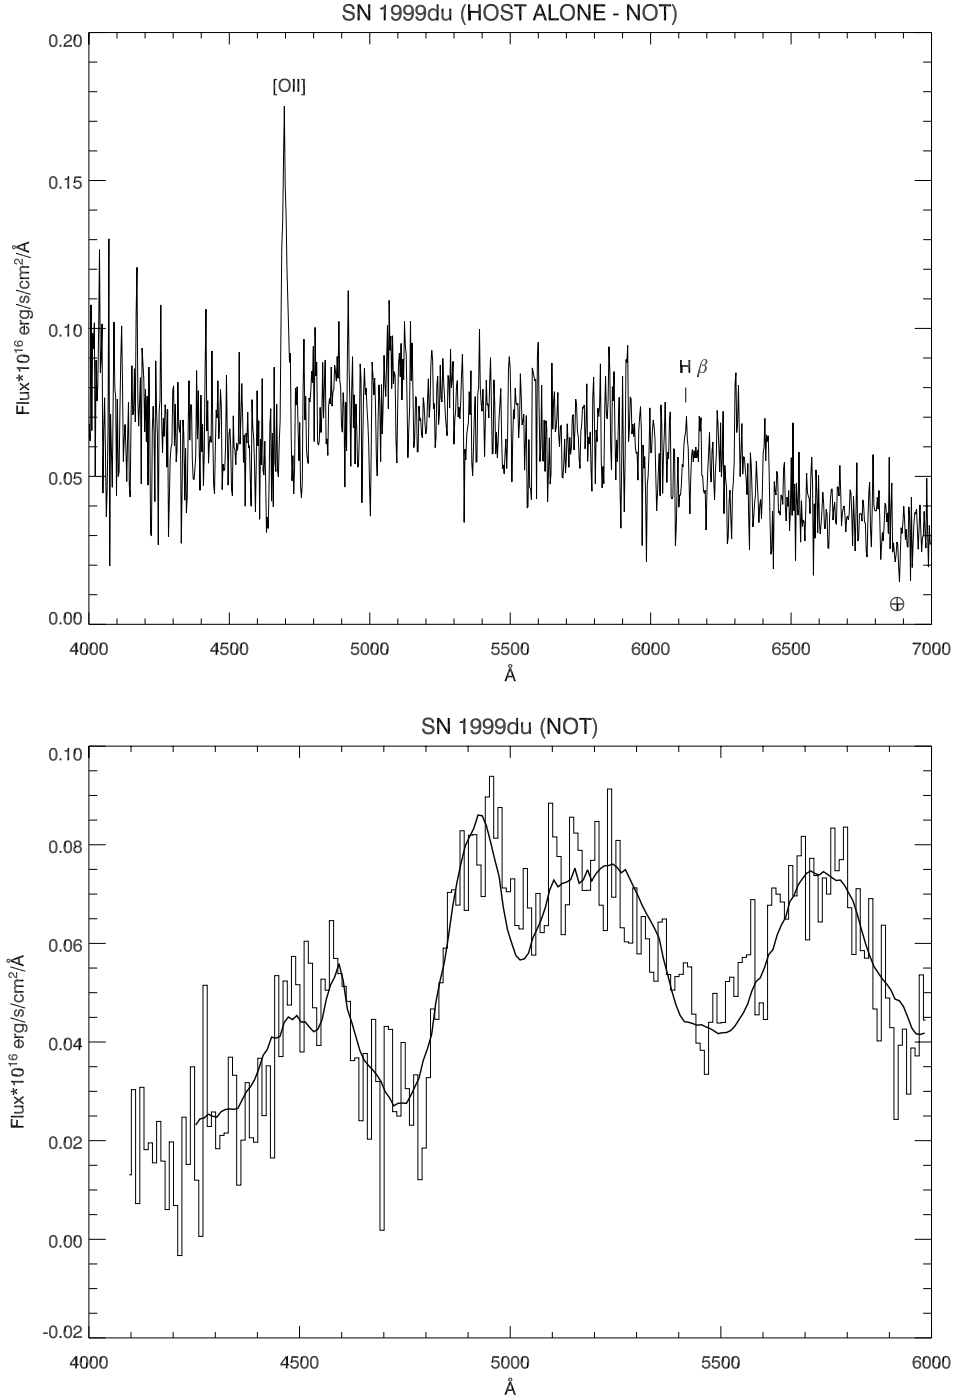 SN 1999du (HOST ALONE - NOT)
0.20
[OII]
0.15
Flux*10¹⁶ erg/s/cm²/Å
0.10
H β
0.05
0.00
4000 4500 5000 5500 6000 6500 7000
Å
SN 1999du (NOT)
0.10
0.08
0.06
Flux*10¹⁶ erg/s/cm²/Å
0.04
0.02
0.00
-0.02
4000 4500 5000 5500 6000
Å